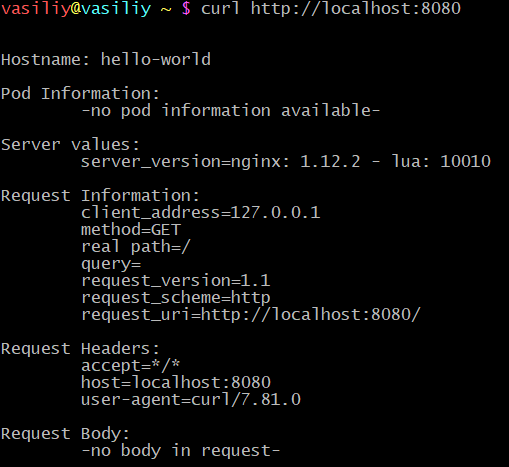 vasiliy@vasiliy ~ $ curl http://localhost:8080
Hostname: hello-world
Pod Information:
-no pod information available-
Server values:
server_version=nginx: 1.12.2 - lua: 10010
Request Information:
client_address=127.0.0.1
method=GET
real path=/
query=
request_version=1.1
request_scheme=http
request_uri=http://localhost:8080/
Request Headers:
accept=*/*
host=localhost:8080
user-agent=curl/7.81.0
Request Body:
-no body in request-